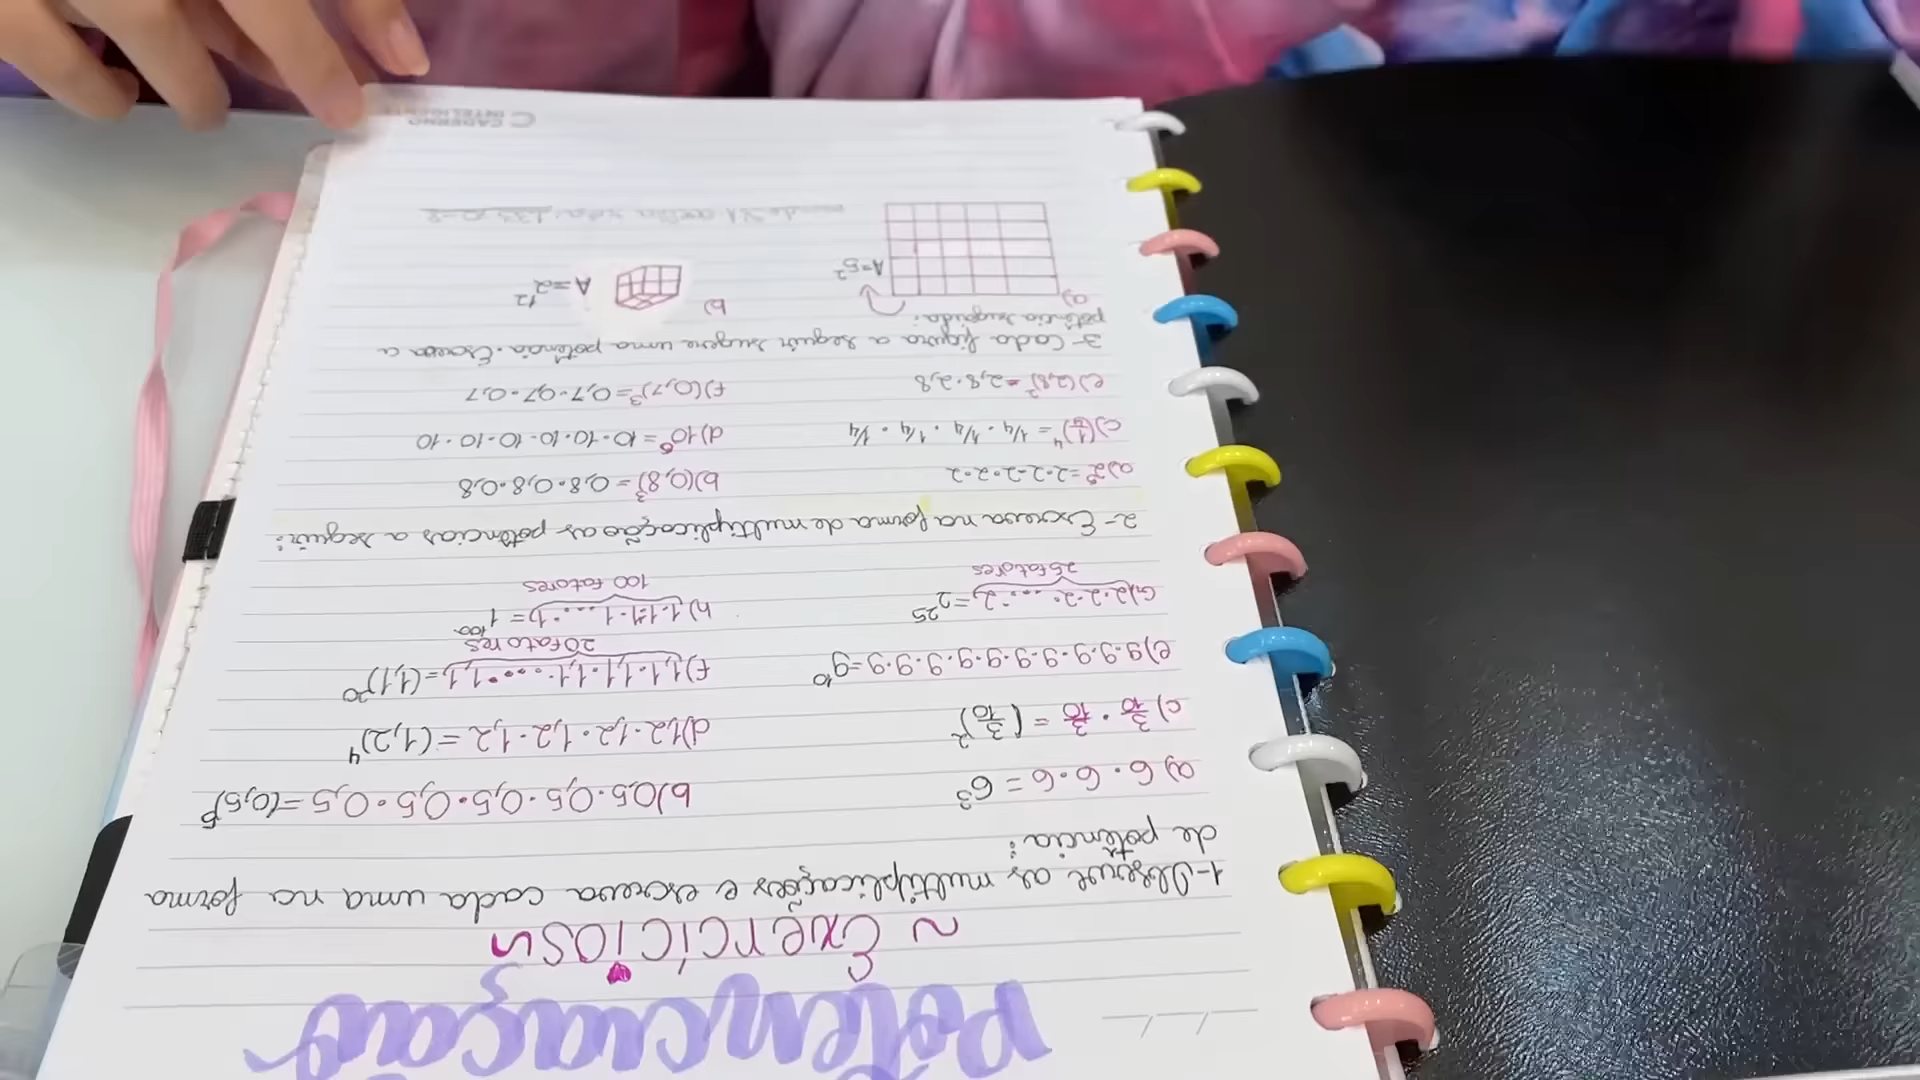 potenciação
~ Exercícios ~
1- Observe as multiplicações e escreva cada uma na forma
de potência:
a) 6 · 6 · 6 = 6³ b) 0,5 · 0,5 · 0,5 · 0,5 · 0,5 = (0,5)⁵
c) 3/10 · 3/10 = (3/10)² d) 1,2 · 1,2 · 1,2 · 1,2 = (1,2)⁴
e) 9·9·9·9·9·9·9·9·9·9 = 9¹⁰ f) 1,1·1,1·1,1·1,1·....·1,1 = (1,1)²⁰
20 fatores
G) 2·2·2·....·2 = 2²⁵ h) 1·1·1·1·1·....·1 = 1¹⁰⁰
25 fatores 100 fatores
2- Escreva na forma de multiplicação as potências a seguir:
a) 2⁵ = 2·2·2·2·2 b) (0,8)³ = 0,8·0,8·0,8
c) (1/4)⁴ = 1/4 · 1/4 · 1/4 · 1/4 d) 10⁶ = 10·10·10·10·10·10
e) (2,8)² = 2,8·2,8 f) (0,7)³ = 0,7·0,7·0,7
3- Cada figura a seguir sugere uma potência. Escreva a
potência sugerida:
a) A=5² b) A=2¹²
CADERNO
INTELIGENTE